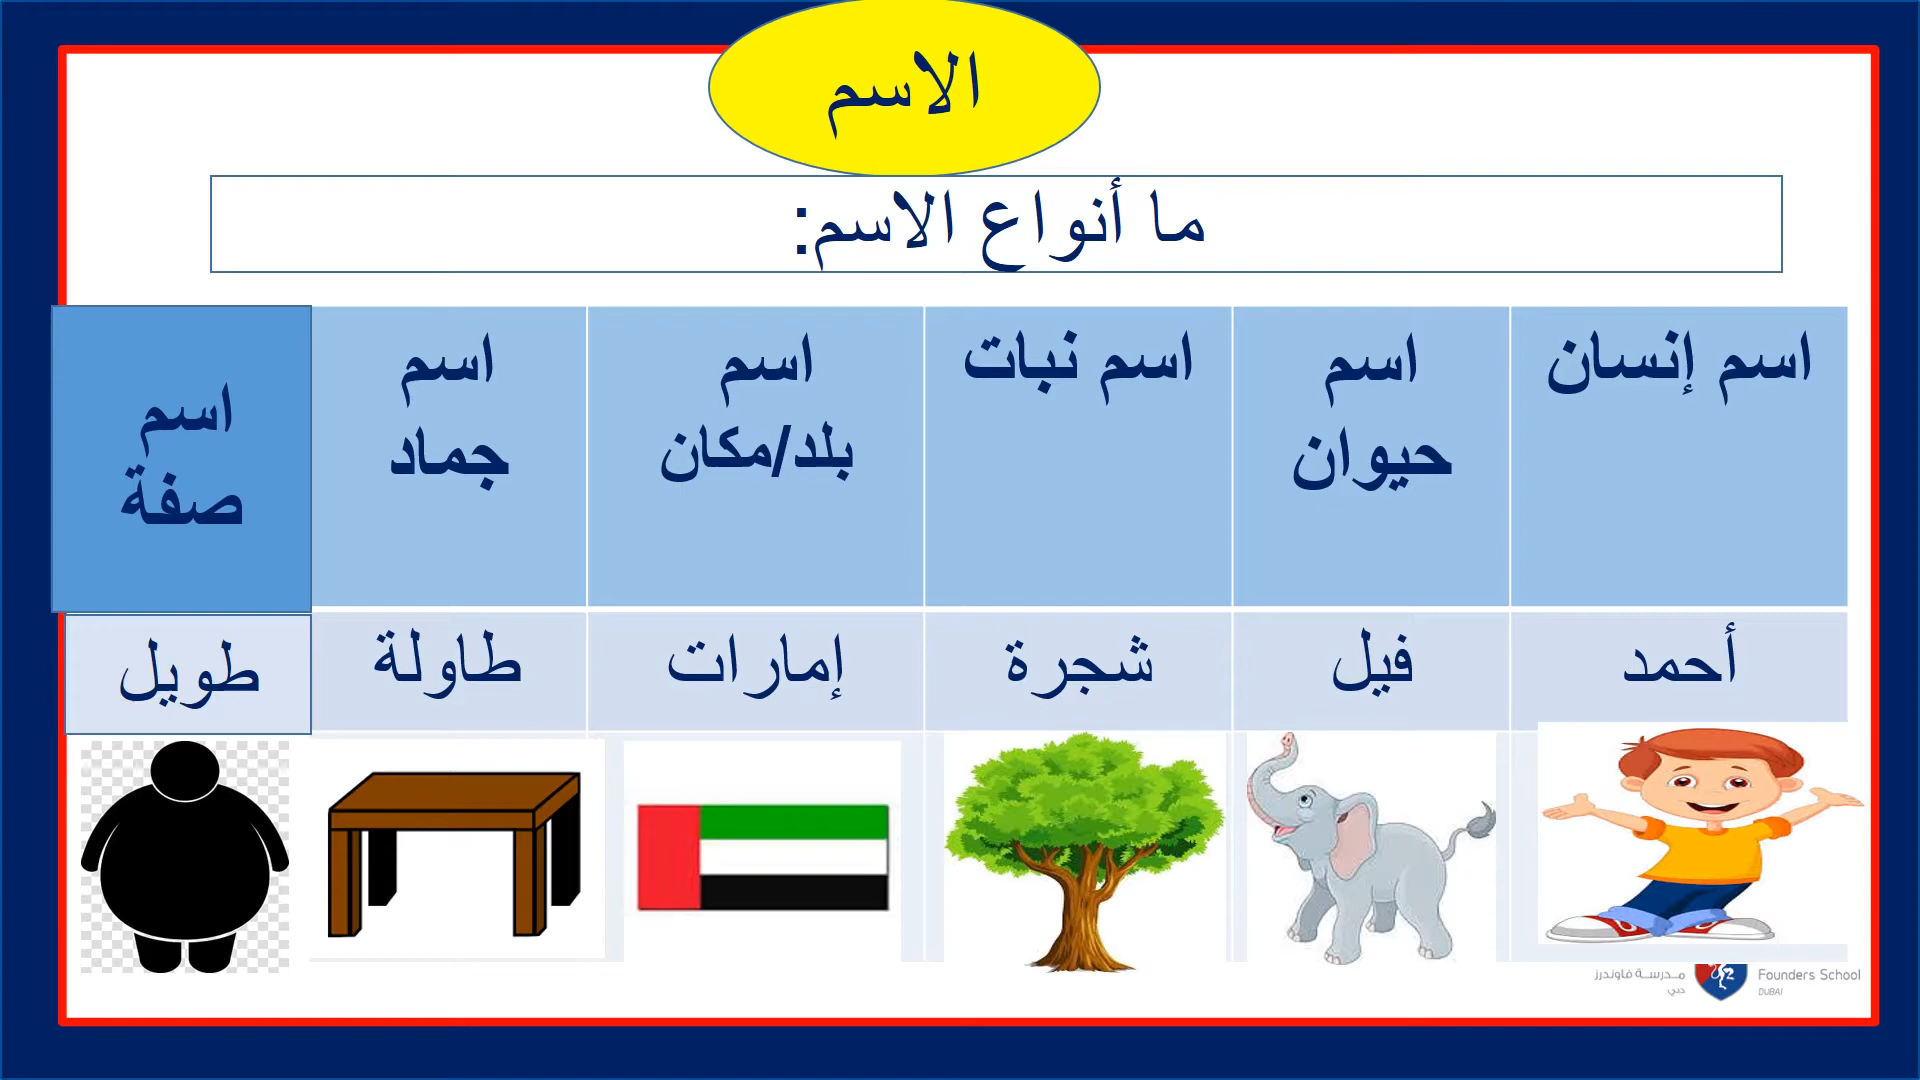 الاسم
ما أنواع الاسم:
اسم إنسان
اسم
حيوان
اسم نبات
اسم
بلد/مكان
اسم
جماد
اسم
صفة
أحمد
فيل
شجرة
إمارات
طاولة
طويل
مدرسة فاوندرز
دبي
Founders School
DUBAI